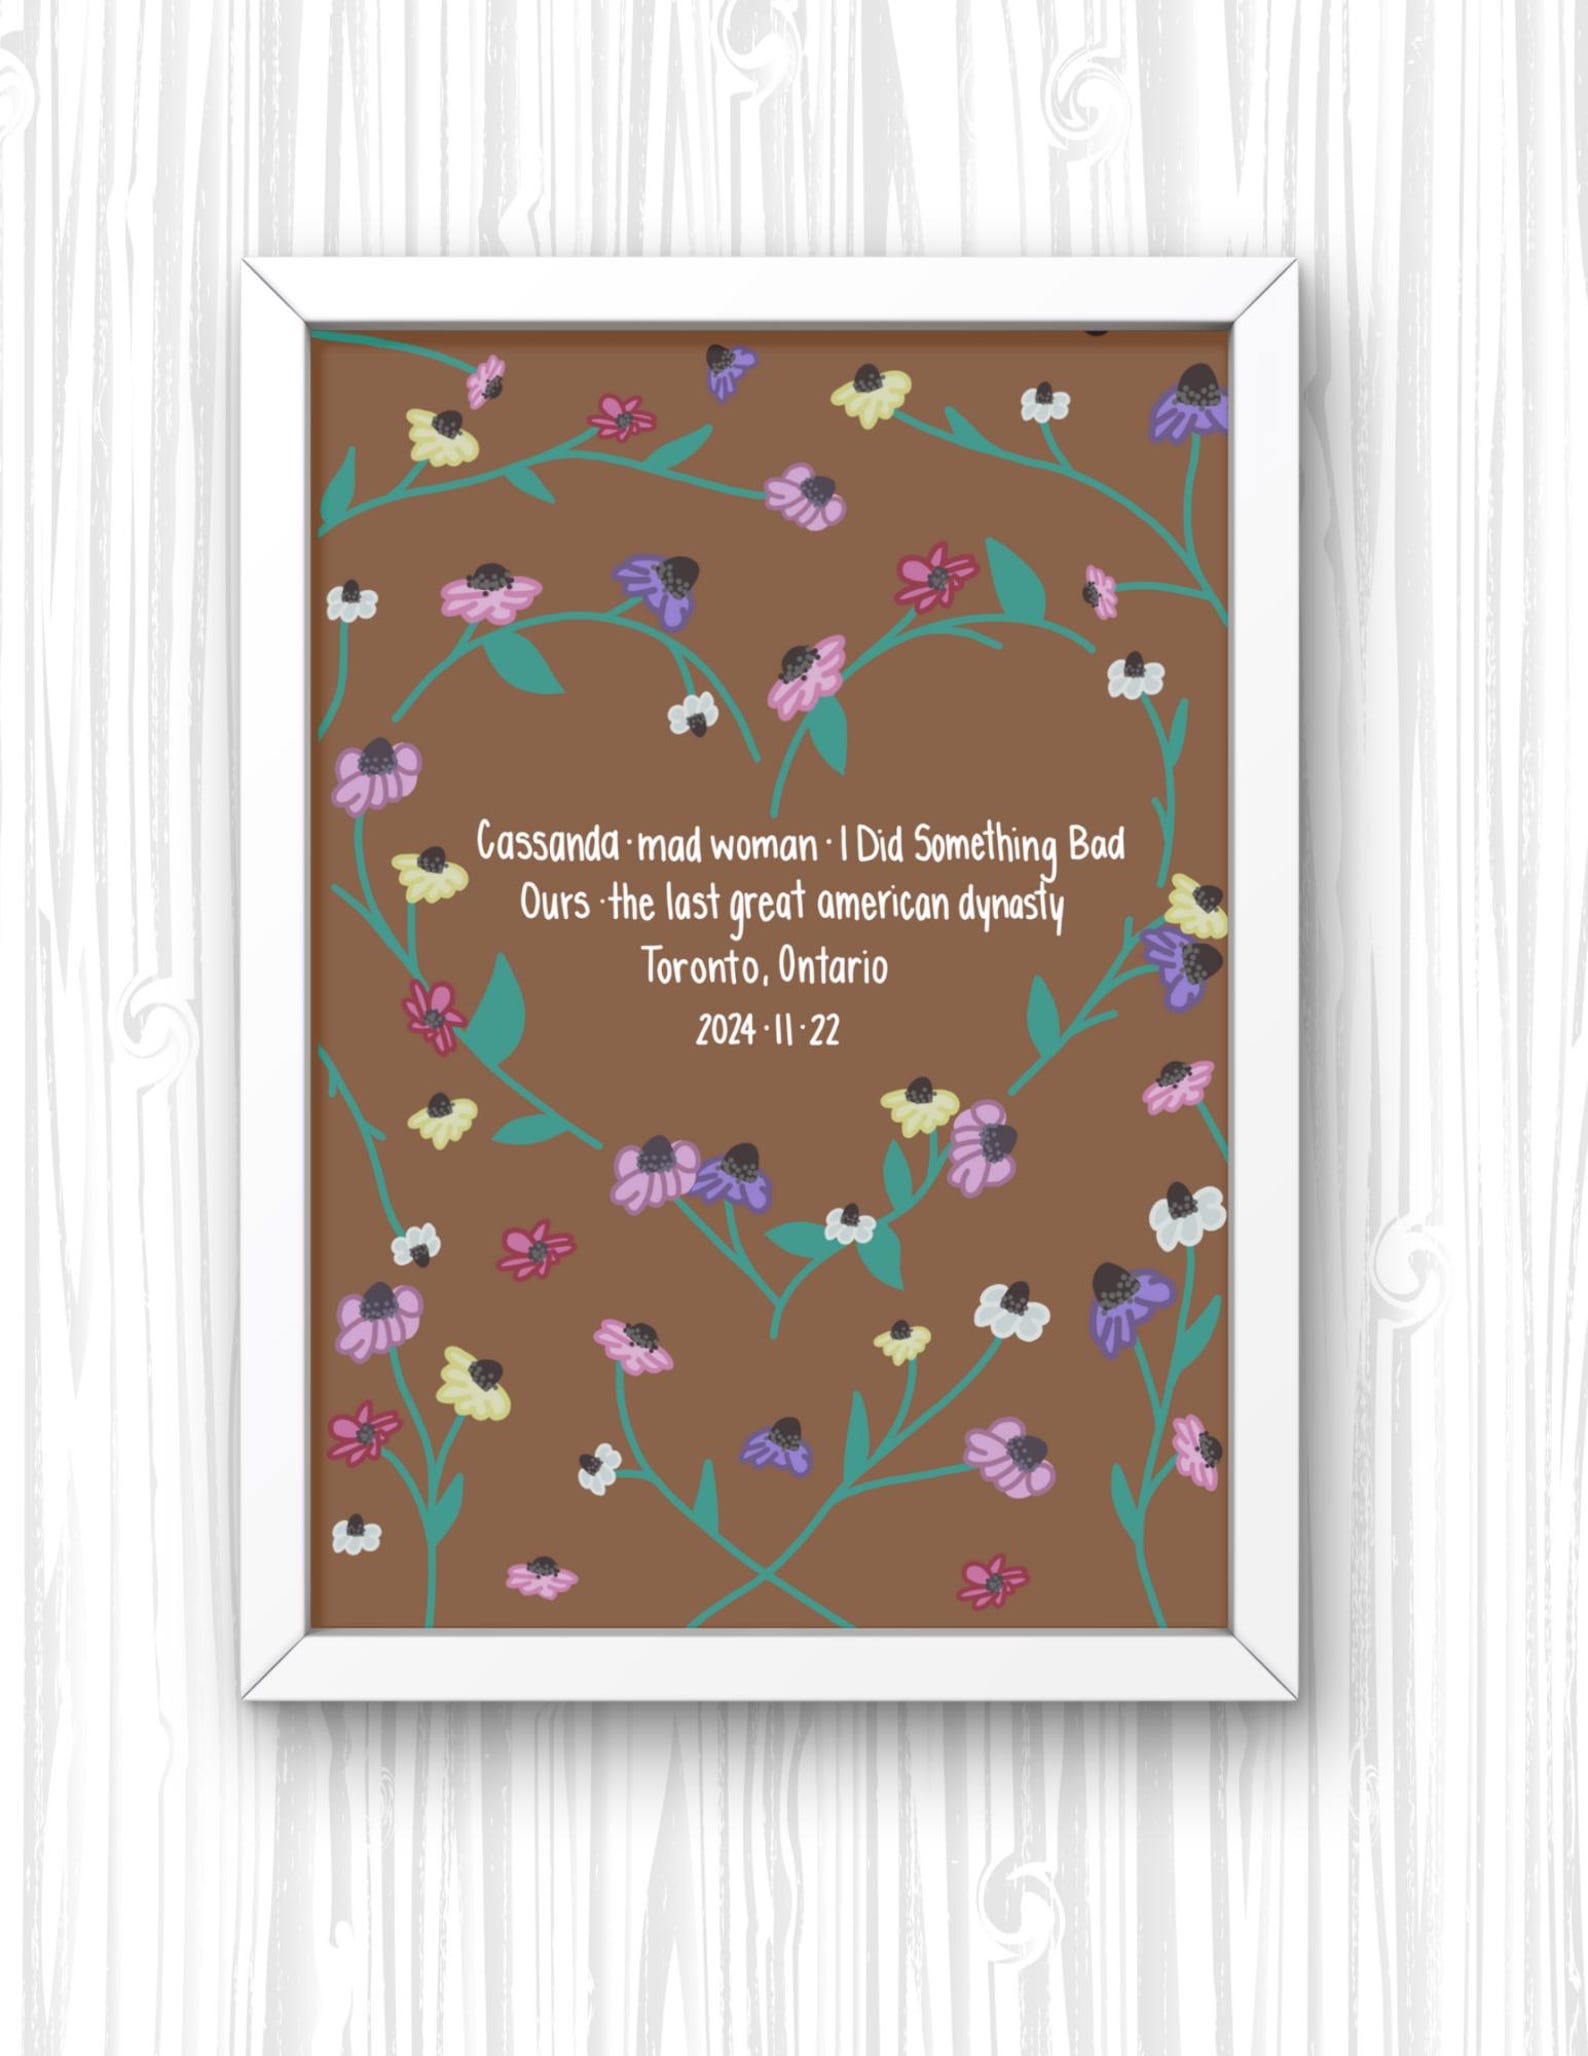 Cassanda · mad woman · I Did Something Bad
Ours · the last great american dynasty
Toronto, Ontario
2024 · 11 · 22